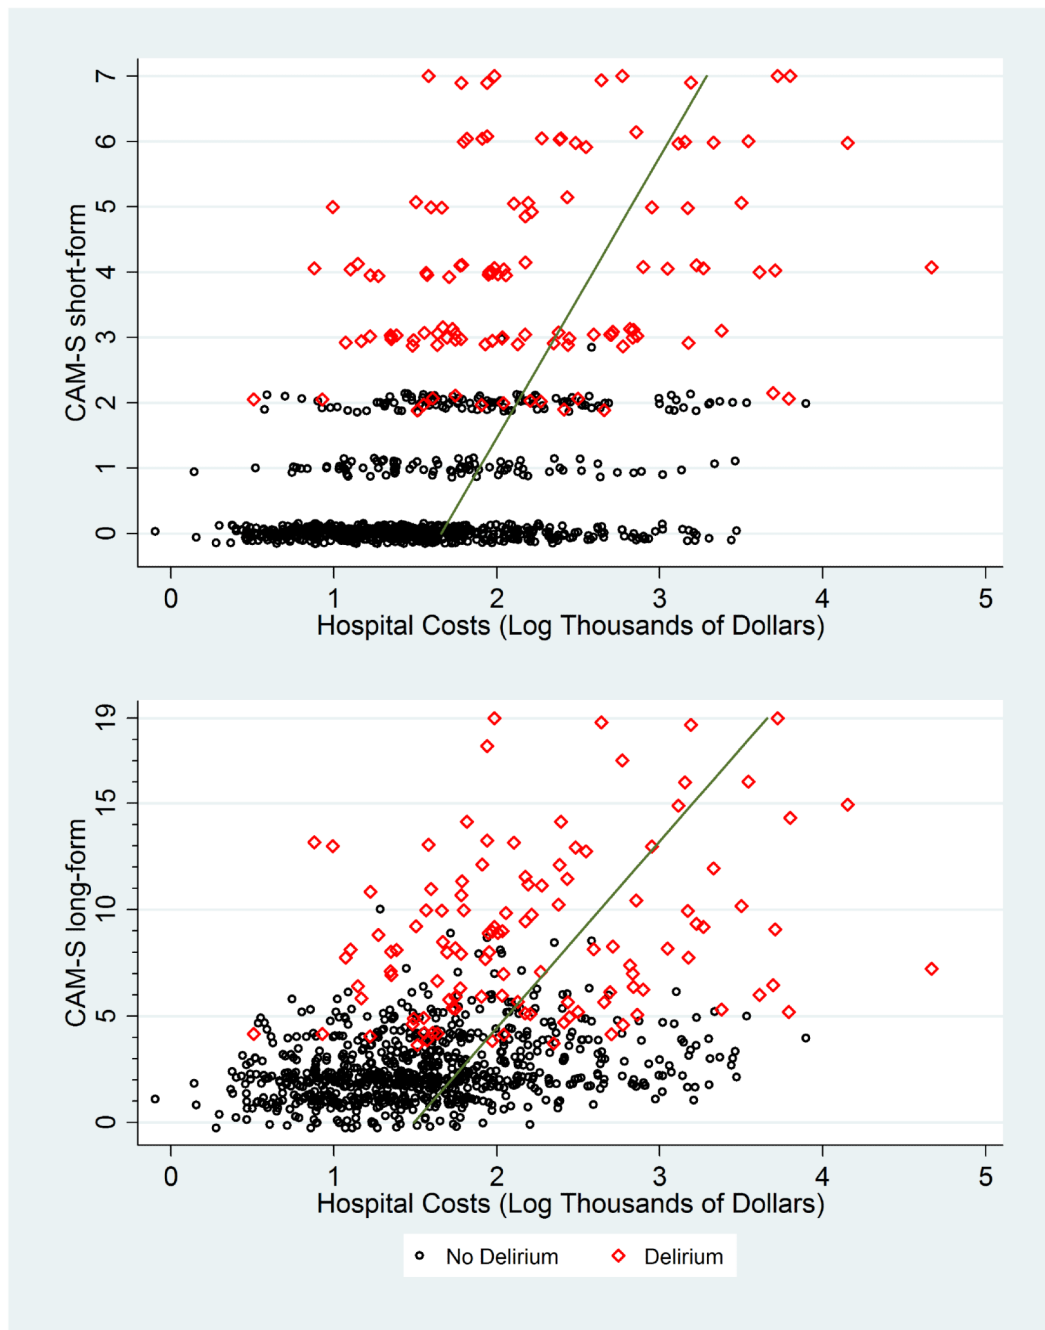 CAM-S short-form
7
6
5
4
3
2
1
0
0 1 2 3 4 5
Hospital Costs (Log Thousands of Dollars)
CAM-S long-form
19
15
10
5
0
0 1 2 3 4 5
Hospital Costs (Log Thousands of Dollars)
No Delirium Delirium